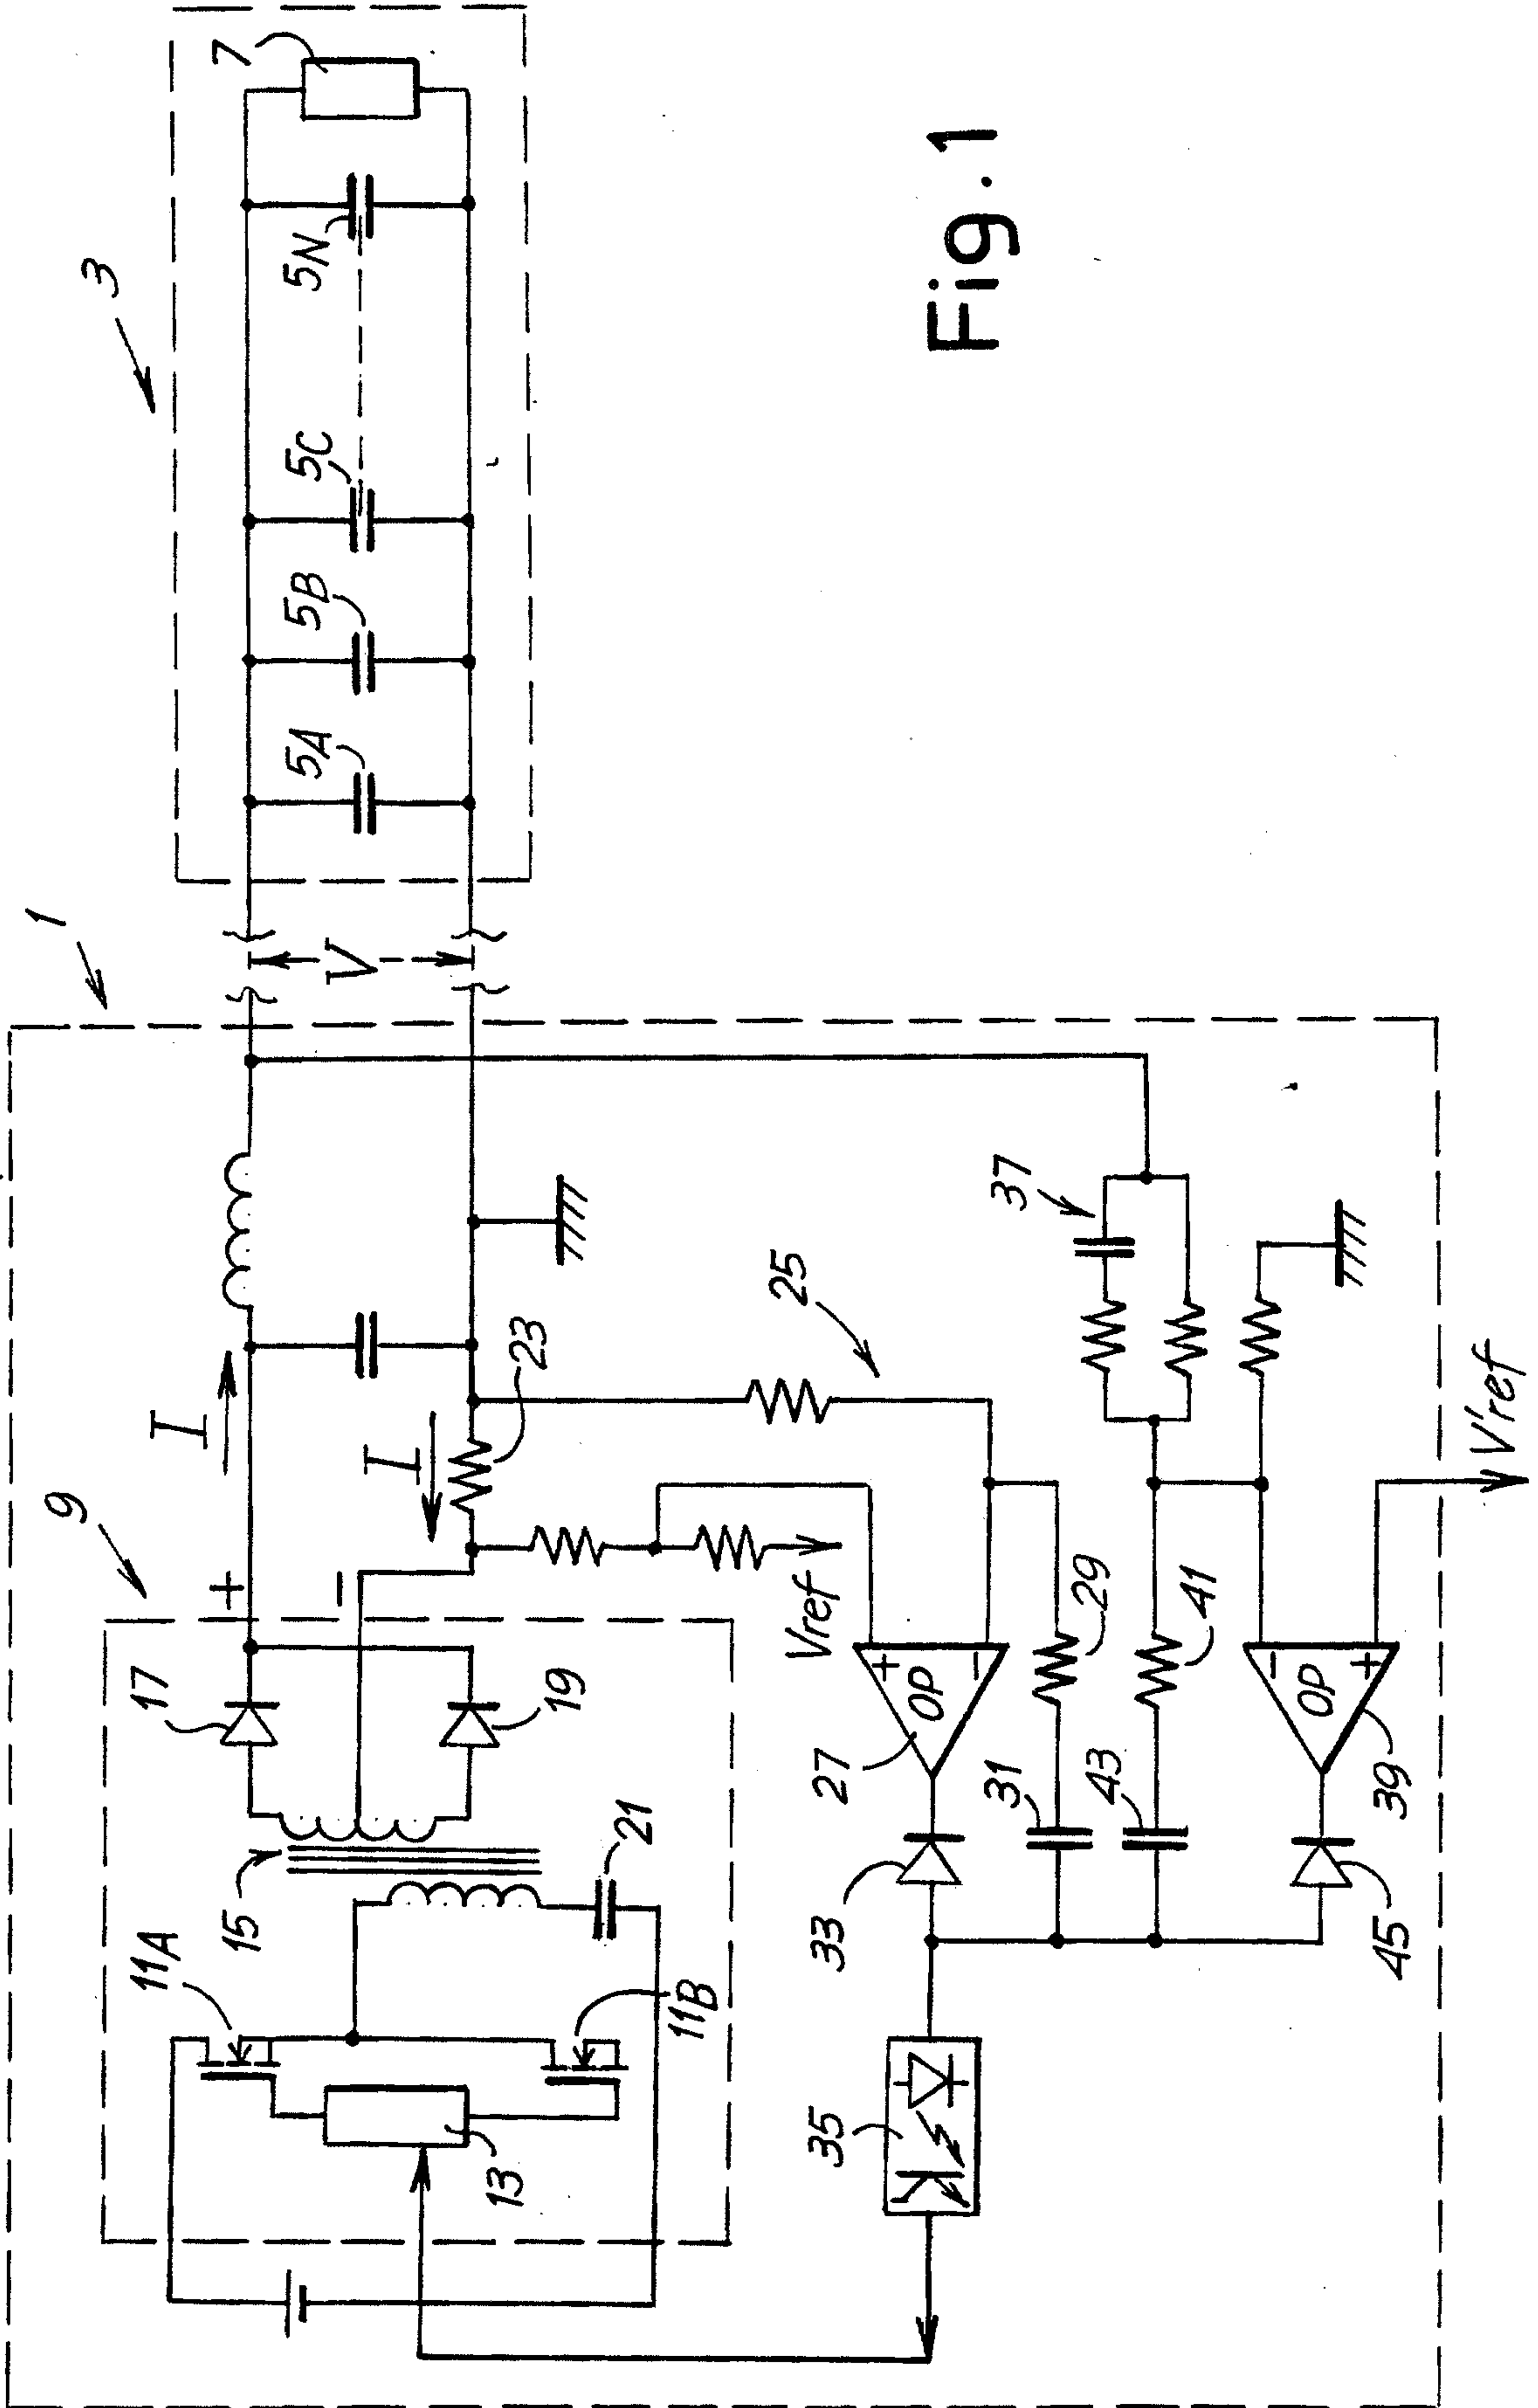 1
3
9
I
+
I
−
V
5A
5B
5C
5N
7
11A
15
17
19
21
23
13
11B
25
Vref
27
+
OP
−
29
31
33
35
37
41
43
−
OP
+
39
45
V'ref
Fig. 1